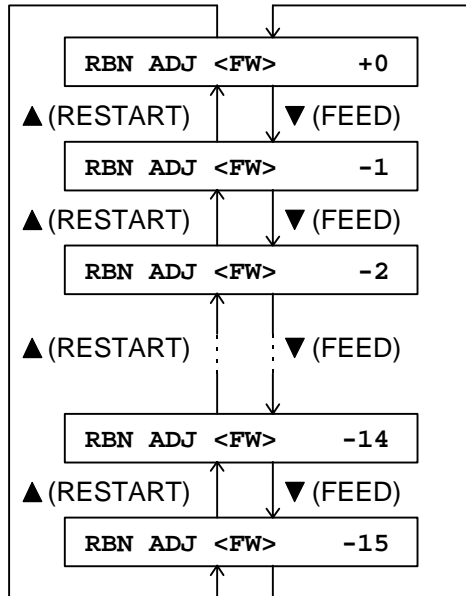 RBN ADJ <FW> +0
▲(RESTART) ▼(FEED)
RBN ADJ <FW> -1
▲(RESTART) ▼(FEED)
RBN ADJ <FW> -2
▲(RESTART) ▼(FEED)
RBN ADJ <FW> -14
▲(RESTART) ▼(FEED)
RBN ADJ <FW> -15